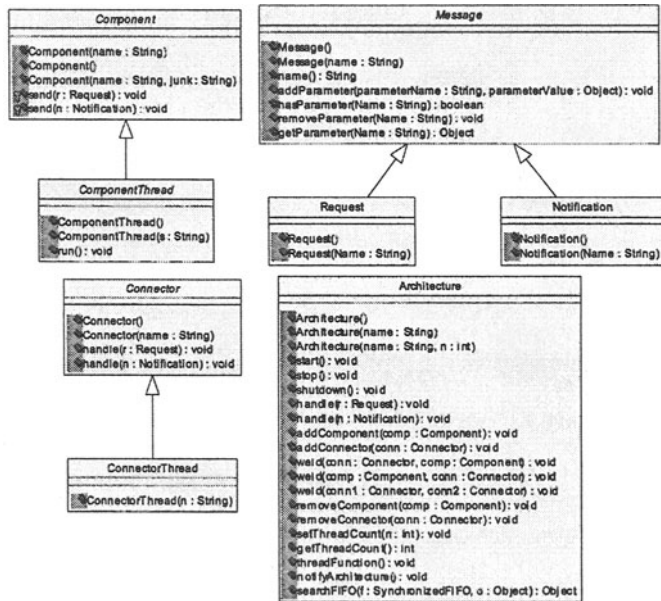 Component
Component(name : String)
Component()
Component(name : String, junk : String)
send(r : Request) : void
send(n : Notification) : void
ComponentThread
ComponentThread()
ComponentThread(s : String)
run() : void
Connector
Connector()
Connector(name : String)
handle(r : Request) : void
handle(n : Notification) : void
ConnectorThread
ConnectorThread(n : String)
Message
Message()
Message(name : String)
name() : String
addParameter(parameterName : String, parameterValue : Object) : void
hasParameter(Name : String) : boolean
removeParameter(Name : String) : void
getParameter(Name : String) : Object
Request
Request()
Request(Name : String)
Notification
Notification()
Notification(Name : String)
Architecture
Architecture()
Architecture(name : String)
Architecture(name : String, n : int)
start() : void
stop() : void
shutdown() : void
handle(r : Request) : void
handle(n : Notification) : void
addComponent(comp : Component) : void
addConnector(conn : Connector) : void
weld(conn : Connector, comp : Component) : void
weld(comp : Component, conn : Connector) : void
weld(conn1 : Connector, conn2 : Connector) : void
removeComponent(comp : Component) : void
removeConnector(conn : Connector) : void
setThreadCount(n : int) : void
getThreadCount() : int
threadFunction() : void
notifyArchitecture() : void
searchFIFO(f : SynchronizedFIFO, o : Object) : Object